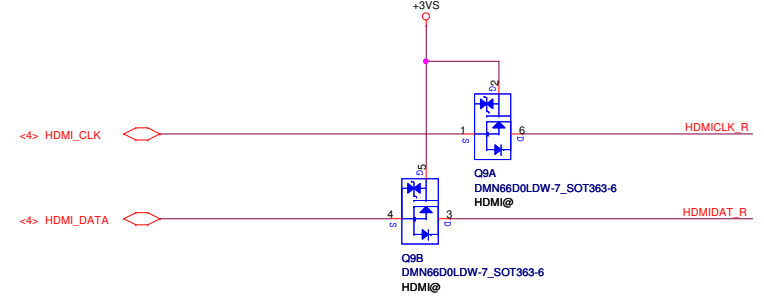 +3VS
2
G
<4> HDMI_CLK
1
S
6
D
HDMICLK_R
Q9A
DMN66D0LDW-7_SOT363-6
HDMI@
5
G
<4> HDMI_DATA
4
S
3
D
HDMIDAT_R
Q9B
DMN66D0LDW-7_SOT363-6
HDMI@